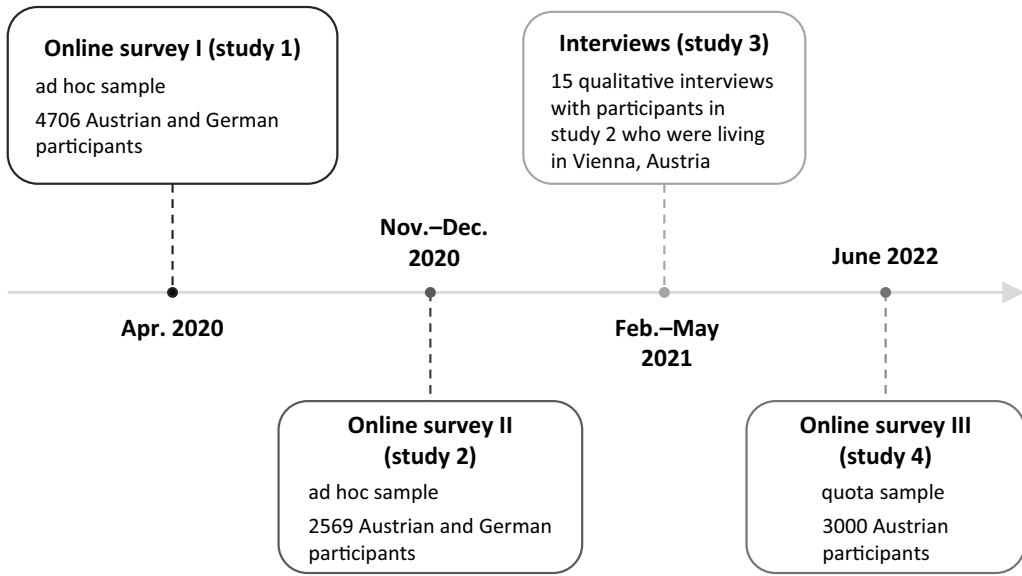 Online survey I (study 1)
ad hoc sample
4706 Austrian and German
participants
Interviews (study 3)
15 qualitative interviews
with participants in
study 2 who were living
in Vienna, Austria
Nov.–Dec.
2020
June 2022
Apr. 2020
Feb.–May
2021
Online survey II
(study 2)
ad hoc sample
2569 Austrian and German
participants
Online survey III
(study 4)
quota sample
3000 Austrian
participants